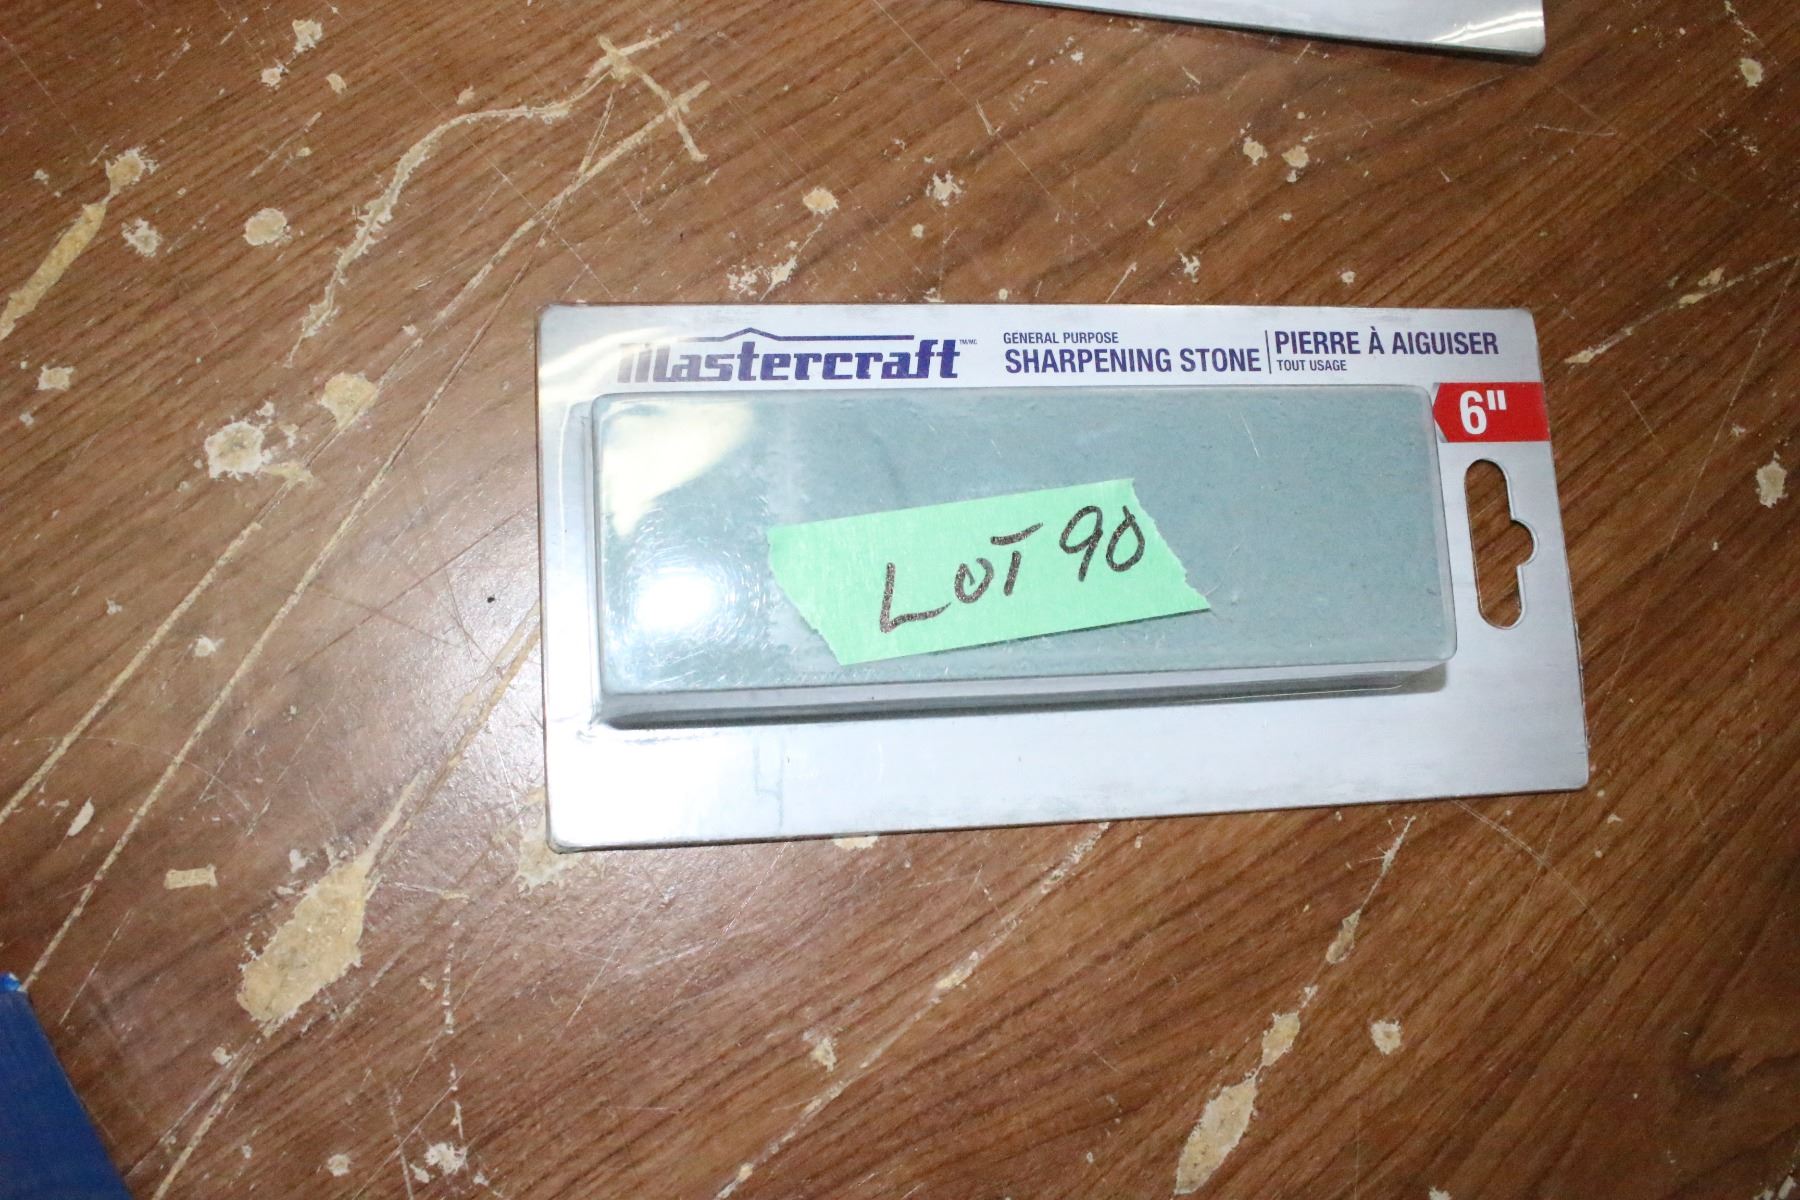 Mastercraft TM/MC
GENERAL PURPOSE
SHARPENING STONE
PIERRE À AIGUISER
TOUT USAGE
6"
LOT 90